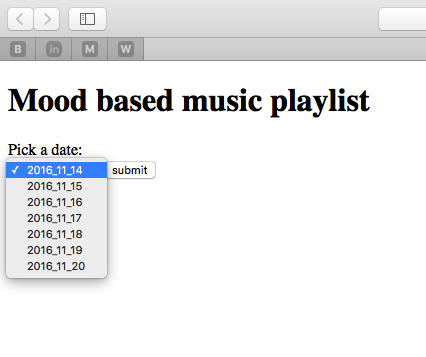 B in M W
Mood based music playlist
Pick a date:
✓ 2016_11_14 submit
2016_11_15
2016_11_16
2016_11_17
2016_11_18
2016_11_19
2016_11_20